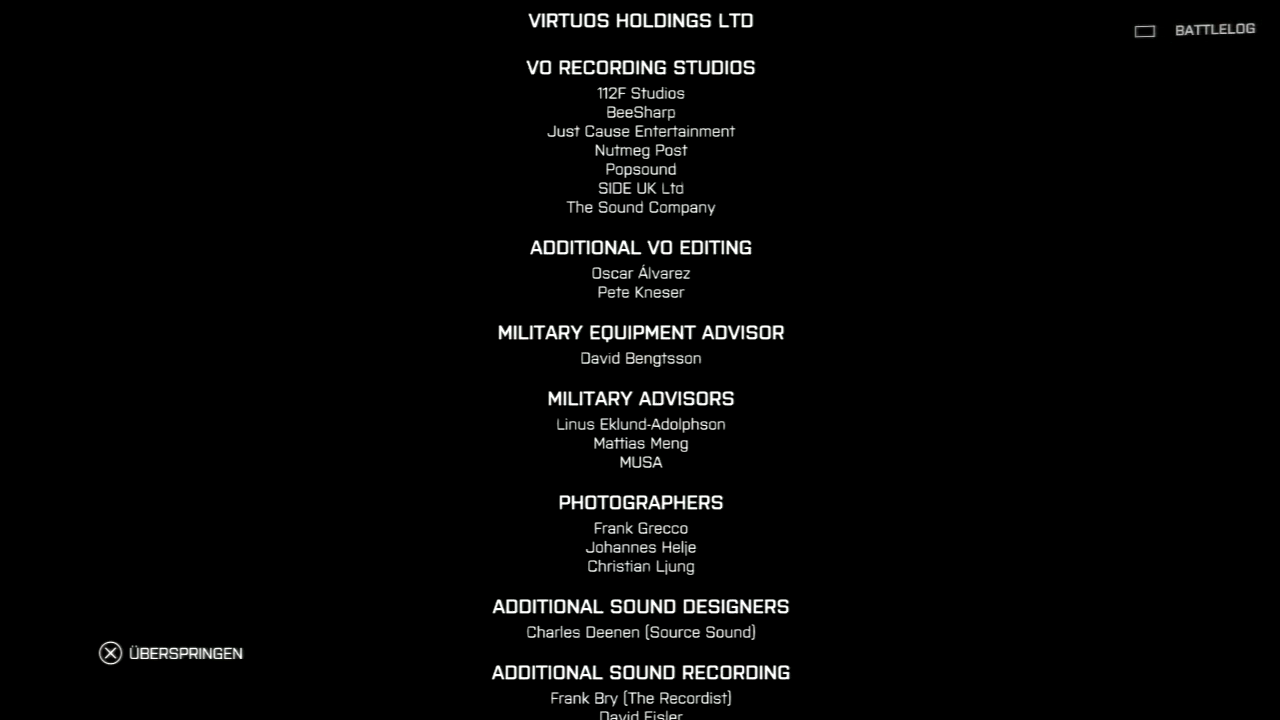 VIRTUOS HOLDINGS LTD
BATTLELOG
VO RECORDING STUDIOS
112F Studios
BeeSharp
Just Cause Entertainment
Nutmeg Post
Popsound
SIDE UK Ltd
The Sound Company
ADDITIONAL VO EDITING
Oscar Álvarez
Pete Kneser
MILITARY EQUIPMENT ADVISOR
David Bengtsson
MILITARY ADVISORS
Linus Eklund-Adolphson
Mattias Meng
MUSA
PHOTOGRAPHERS
Frank Grecco
Johannes Helje
Christian Ljung
ADDITIONAL SOUND DESIGNERS
Charles Deenen (Source Sound)
ÜBERSPRINGEN
ADDITIONAL SOUND RECORDING
Frank Bry (The Recordist)
David Eisler